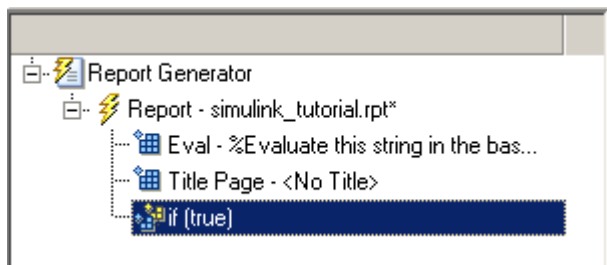 Report Generator
Report - simulink_tutorial.rpt*
Eval - %Evaluate this string in the bas...
Title Page - <No Title>
if (true)